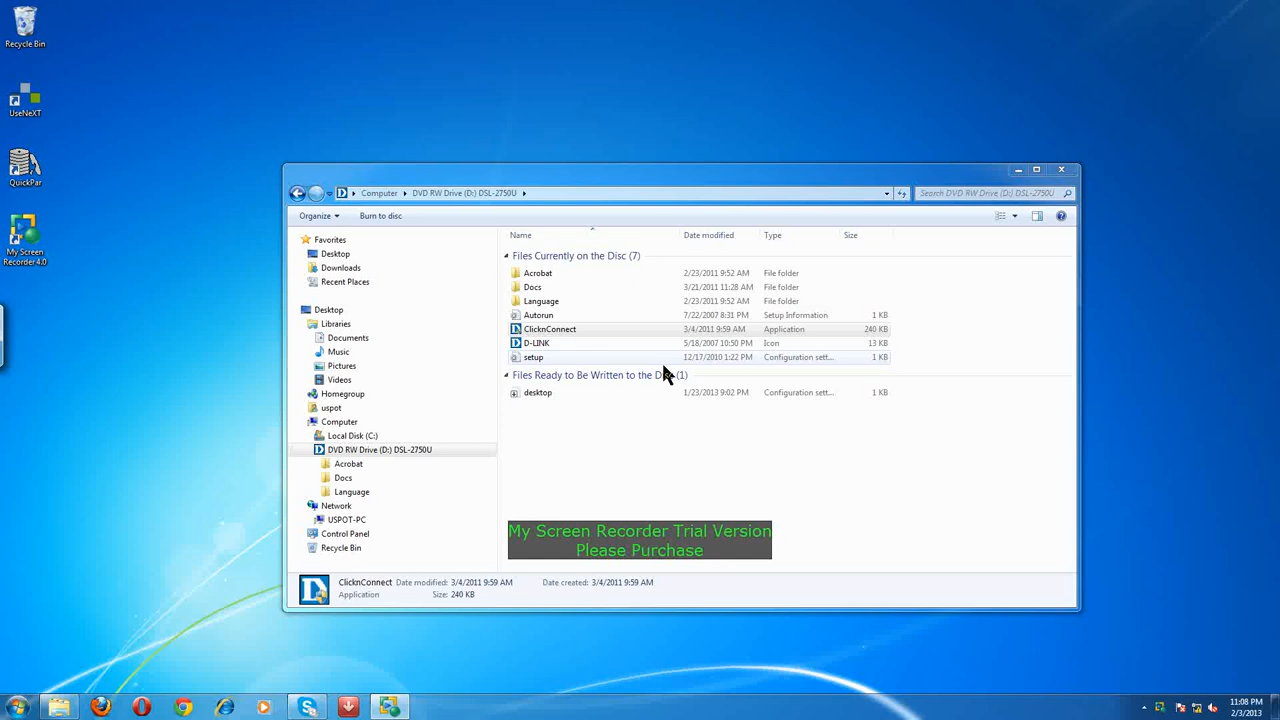 Recycle Bin
UseNeXT
QuickPar
My Screen
Recorder 4.0
Computer DVD RW Drive (D:) DSL-2750U
Search DVD RW Drive (D:) DSL-2750U
Organize Burn to disc
Favorites
Desktop
Downloads
Recent Places
Desktop
Libraries
Documents
Music
Pictures
Videos
Homegroup
uspot
Computer
Local Disk (C:)
DVD RW Drive (D:) DSL-2750U
Acrobat
Docs
Language
Network
USPOT-PC
Control Panel
Recycle Bin
Name Date modified Type Size
Files Currently on the Disc (7)
Acrobat 2/23/2011 9:52 AM File folder
Docs 3/21/2011 11:28 AM File folder
Language 2/23/2011 9:52 AM File folder
Autorun 7/22/2007 8:31 PM Setup Information 1 KB
ClicknConnect 3/4/2011 9:59 AM Application 240 KB
D-LINK 5/18/2007 10:50 PM Icon 13 KB
setup 12/17/2010 1:22 PM Configuration sett... 1 KB
Files Ready to Be Written to the (1)
desktop 1/23/2013 9:02 PM Configuration sett... 1 KB
My Screen Recorder Trial Version
Please Purchase
ClicknConnect Date modified: 3/4/2011 9:59 AM Date created: 3/4/2011 9:59 AM
Application Size: 240 KB
11:08 PM
2/3/2013